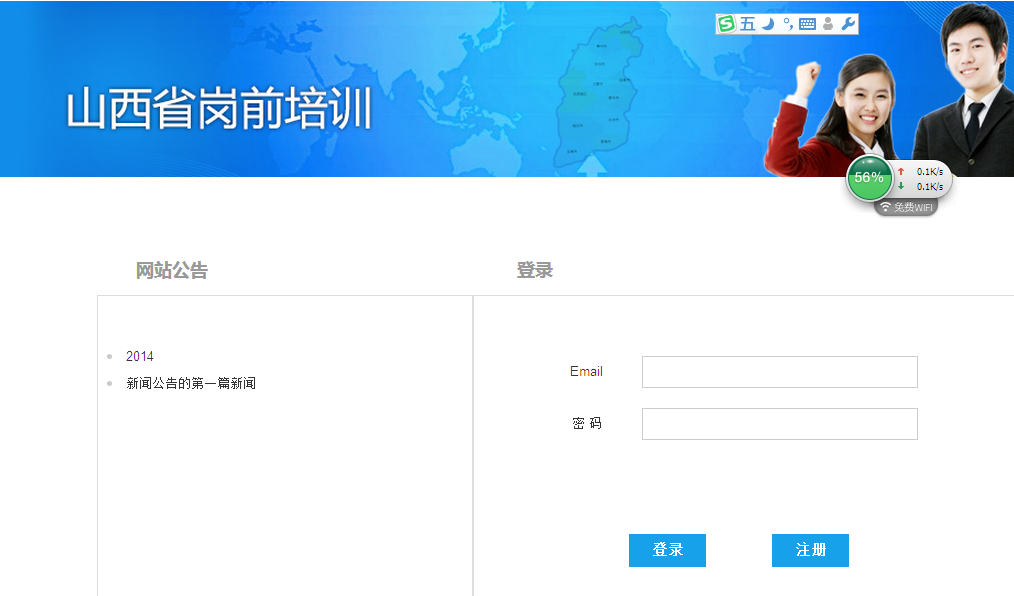 五
山西省岗前培训
56%
0.1K/s
0.1K/s
免费WIFI
网站公告
登录
2014
新闻公告的第一篇新闻
Email
密 码
登录
注册